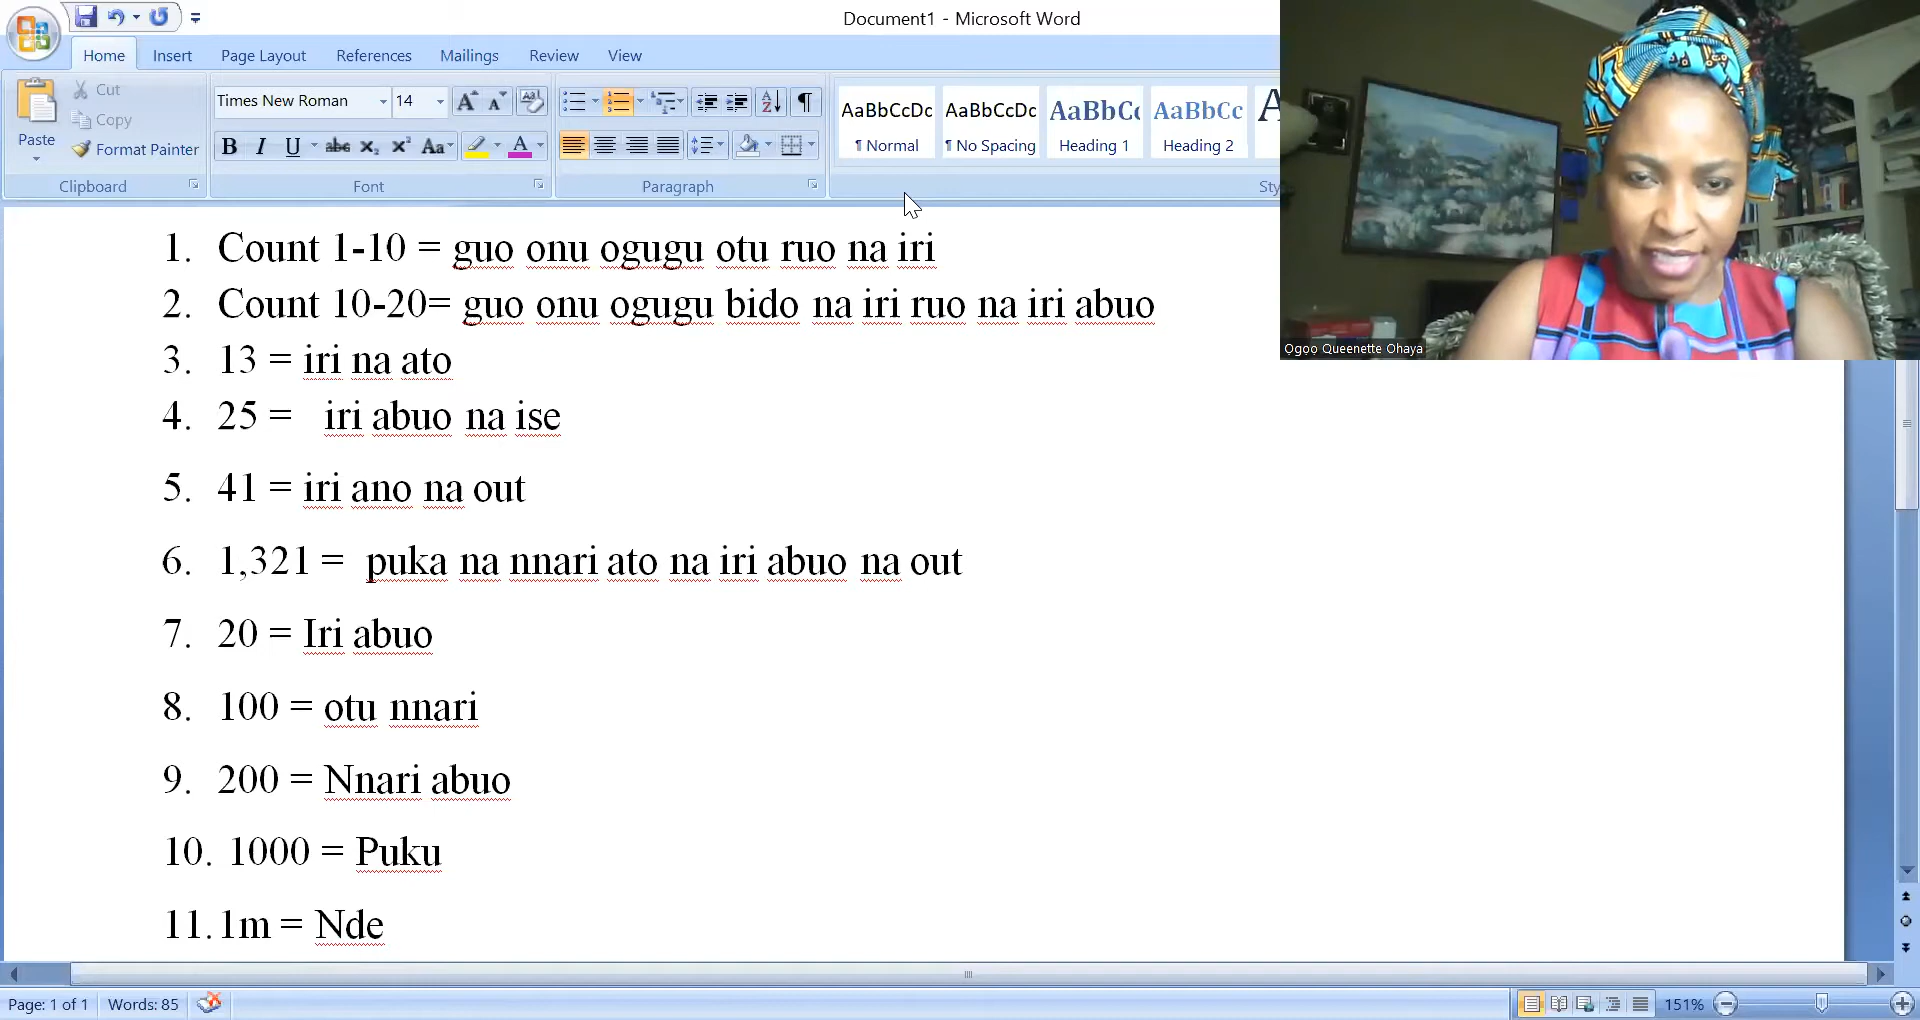 Document1 - Microsoft Word
Home Insert Page Layout References Mailings Review View
Times New Roman 14
Cut
Copy
Paste
Format Painter
AaBbCcDc AaBbCcDc AaBbCc AaBbCc A
¶ Normal ¶ No Spacing Heading 1 Heading 2
Clipboard Font Paragraph
Ogoo Queenette Ohaya
1. Count 1-10 = guo onu ogugu otu ruo na iri
2. Count 10-20= guo onu ogugu bido na iri ruo na iri abuo
3. 13 = iri na ato
4. 25 = iri abuo na ise
5. 41 = iri ano na out
6. 1,321 = puka na nnari ato na iri abuo na out
7. 20 = Iri abuo
8. 100 = otu nnari
9. 200 = Nnari abuo
10. 1000 = Puku
11. 1m = Nde
Page: 1 of 1 Words: 85 151%